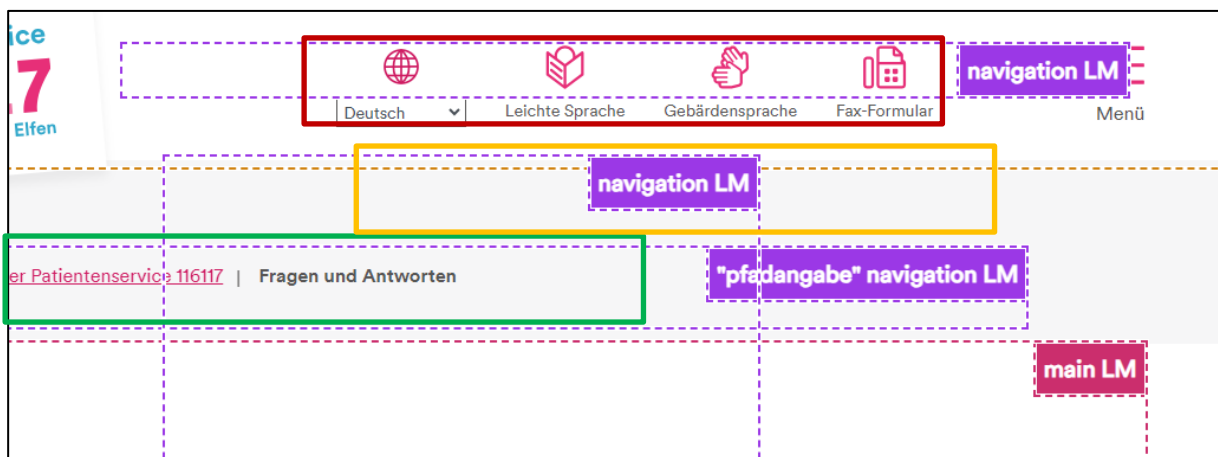 ice
7
Elfen
Deutsch
Leichte Sprache
Gebärdensprache
Fax-Formular
navigation LM
Menü
navigation LM
er Patientenservice 116117 | Fragen und Antworten
"pfadangabe" navigation LM
main LM